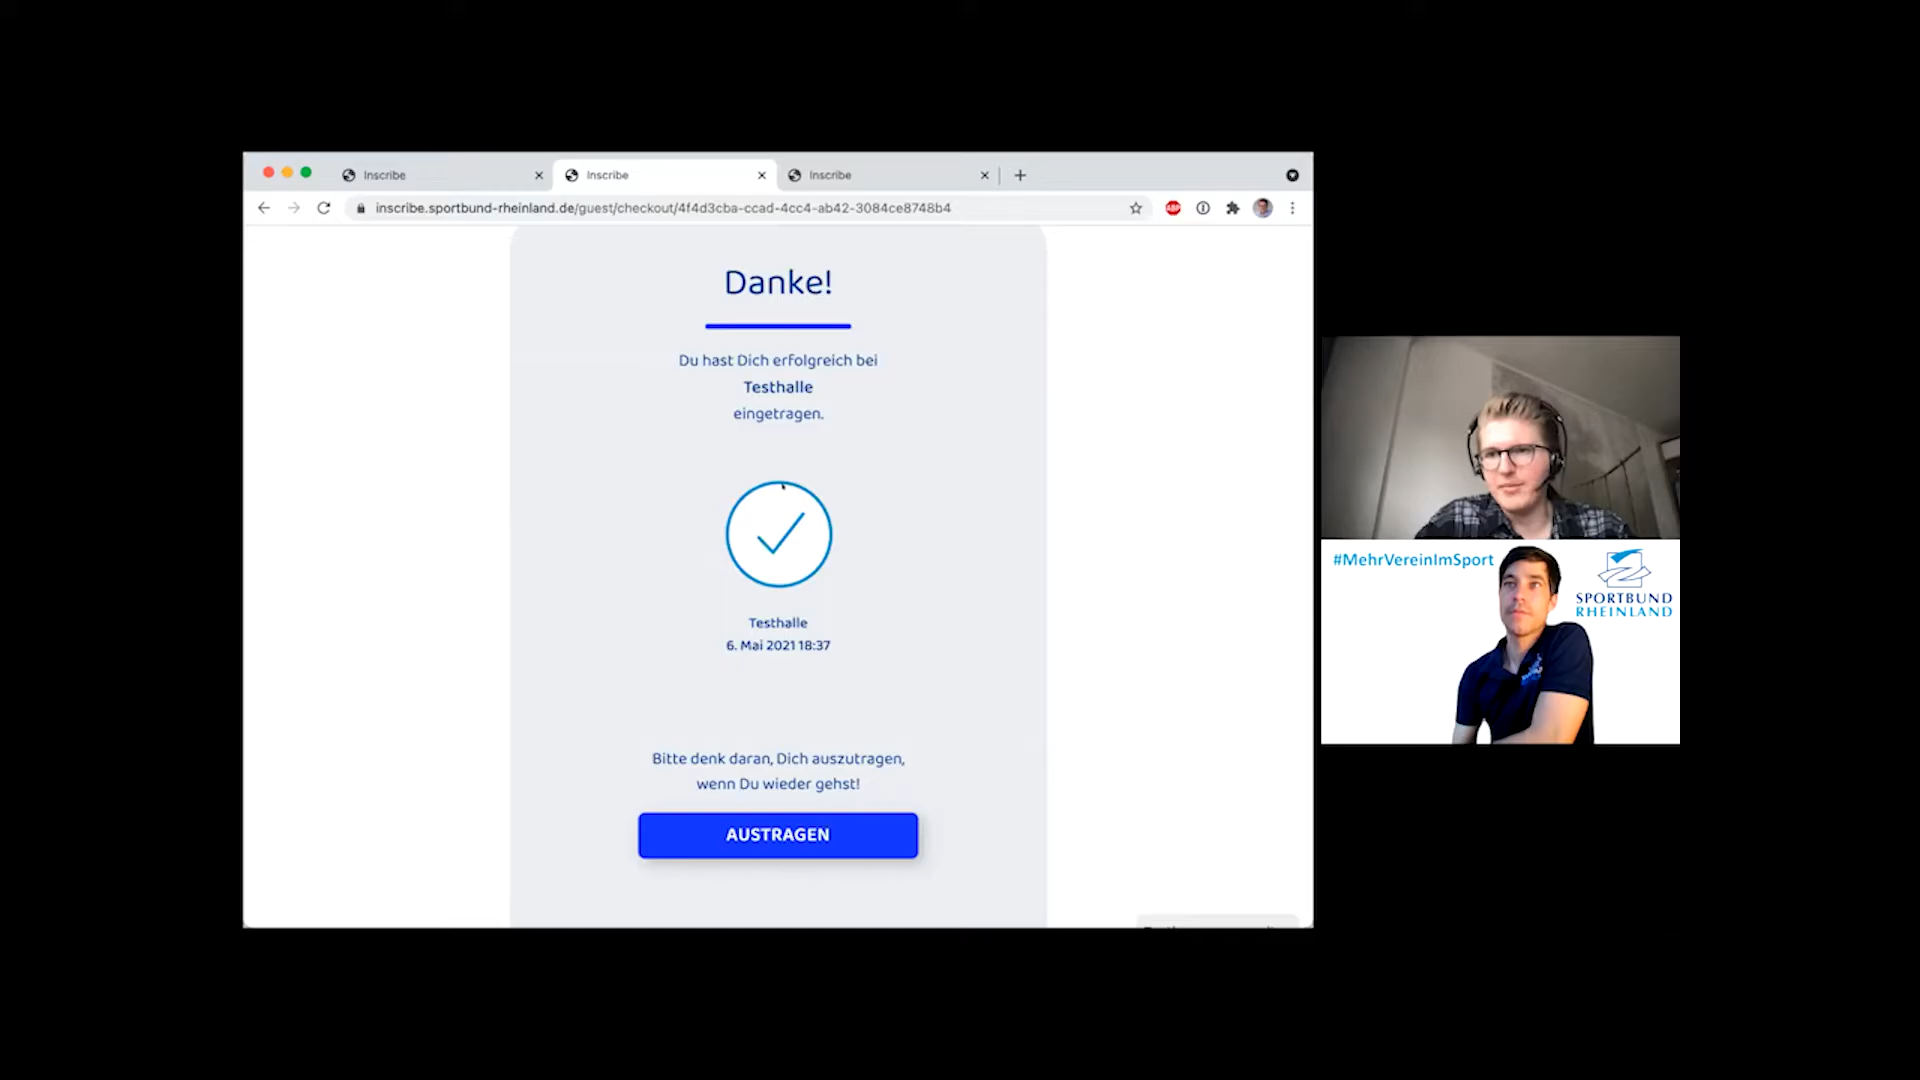 Inscribe
Inscribe
Inscribe
inscribe.sportbund-rheinland.de/guest/checkout/4f4d3cba-ccad-4cc4-ab42-3084ce8748b4
ABP
Danke!
Du hast Dich erfolgreich bei
Testhalle
eingetragen.
Testhalle
6. Mai 2021 18:37
Bitte denk daran, Dich auszutragen,
wenn Du wieder gehst!
AUSTRAGEN
#MehrVereinImSport
SPORTBUND
RHEINLAND